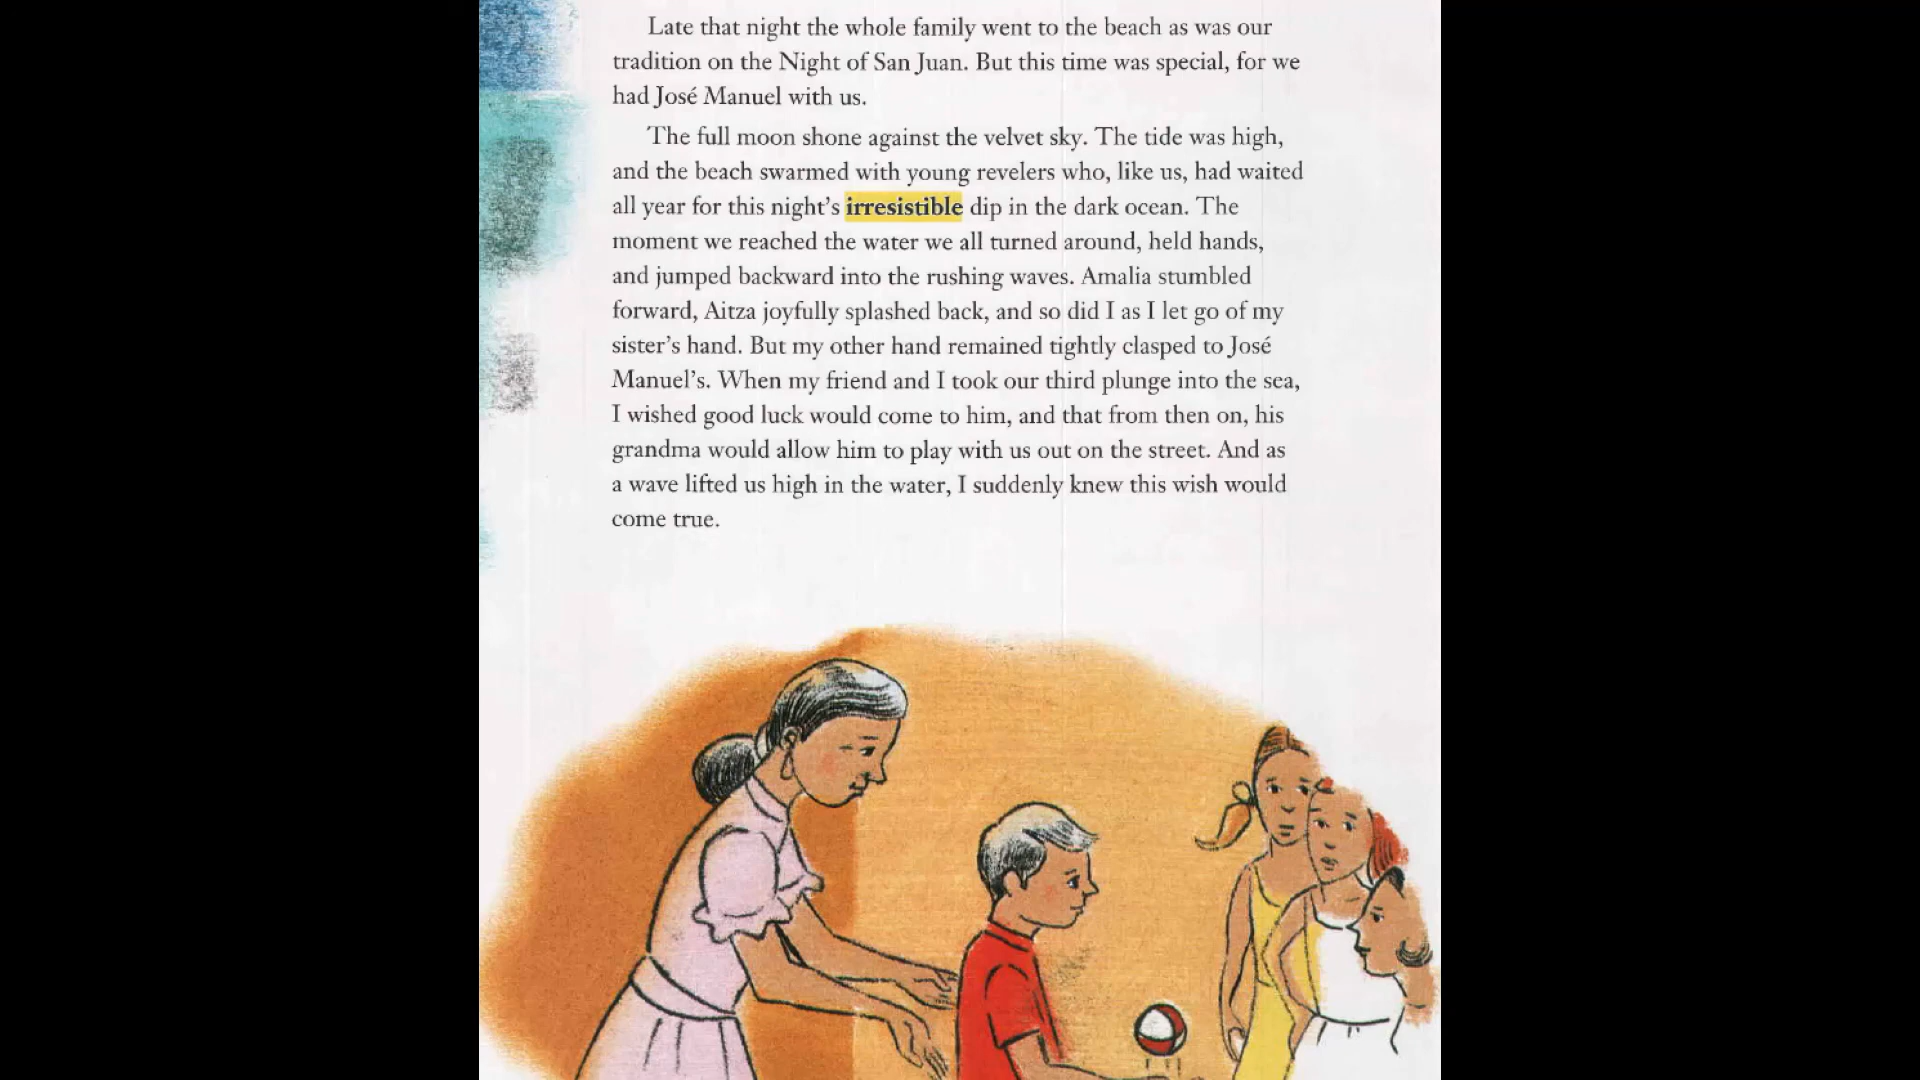 Late that night the whole family went to the beach as was our
tradition on the Night of San Juan. But this time was special, for we
had José Manuel with us.
The full moon shone against the velvet sky. The tide was high,
and the beach swarmed with young revelers who, like us, had waited
all year for this night's irresistible dip in the dark ocean. The
moment we reached the water we all turned around, held hands,
and jumped backward into the rushing waves. Amalia stumbled
forward, Aitza joyfully splashed back, and so did I as I let go of my
sister's hand. But my other hand remained tightly clasped to José
Manuel's. When my friend and I took our third plunge into the sea,
I wished good luck would come to him, and that from then on, his
grandma would allow him to play with us out on the street. And as
a wave lifted us high in the water, I suddenly knew this wish would
come true.